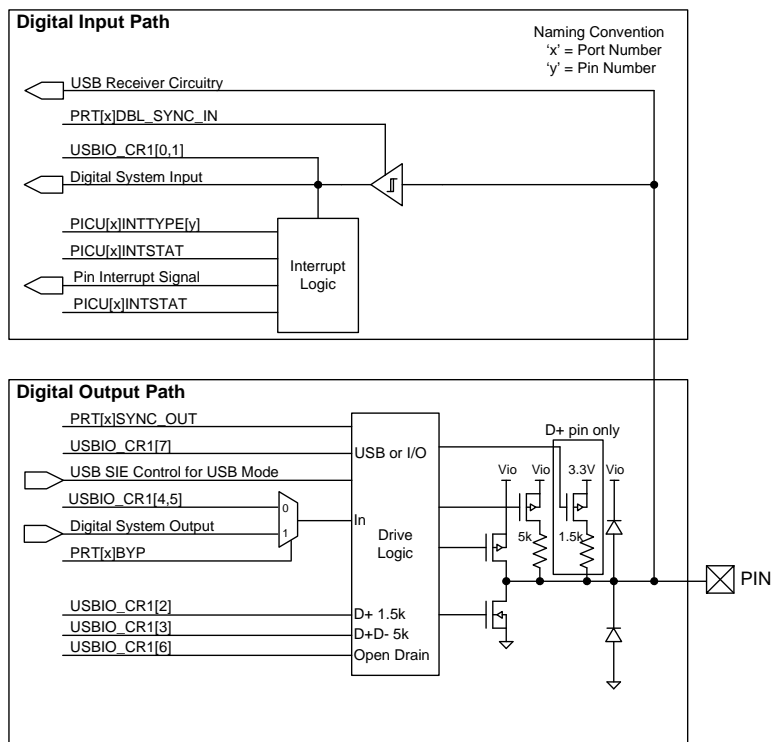 Digital Input Path
Naming Convention
‘x’ = Port Number
‘y’ = Pin Number
USB Receiver Circuitry
PRT[x]DBL_SYNC_IN
USBIO_CR1[0,1]
Digital System Input
PICU[x]INTTYPE[y]
PICU[x]INTSTAT
Pin Interrupt Signal
PICU[x]INTSTAT
Interrupt
Logic
Digital Output Path
PRT[x]SYNC_OUT
USBIO_CR1[7]
USB SIE Control for USB Mode
USBIO_CR1[4,5]
Digital System Output
PRT[x]BYP
0
1
USBIO_CR1[2]
USBIO_CR1[3]
USBIO_CR1[6]
USB or I/O
In
Drive
Logic
D+ 1.5k
D+D- 5k
Open Drain
D+ pin only
Vio Vio 3.3V Vio
5k 1.5k
PIN